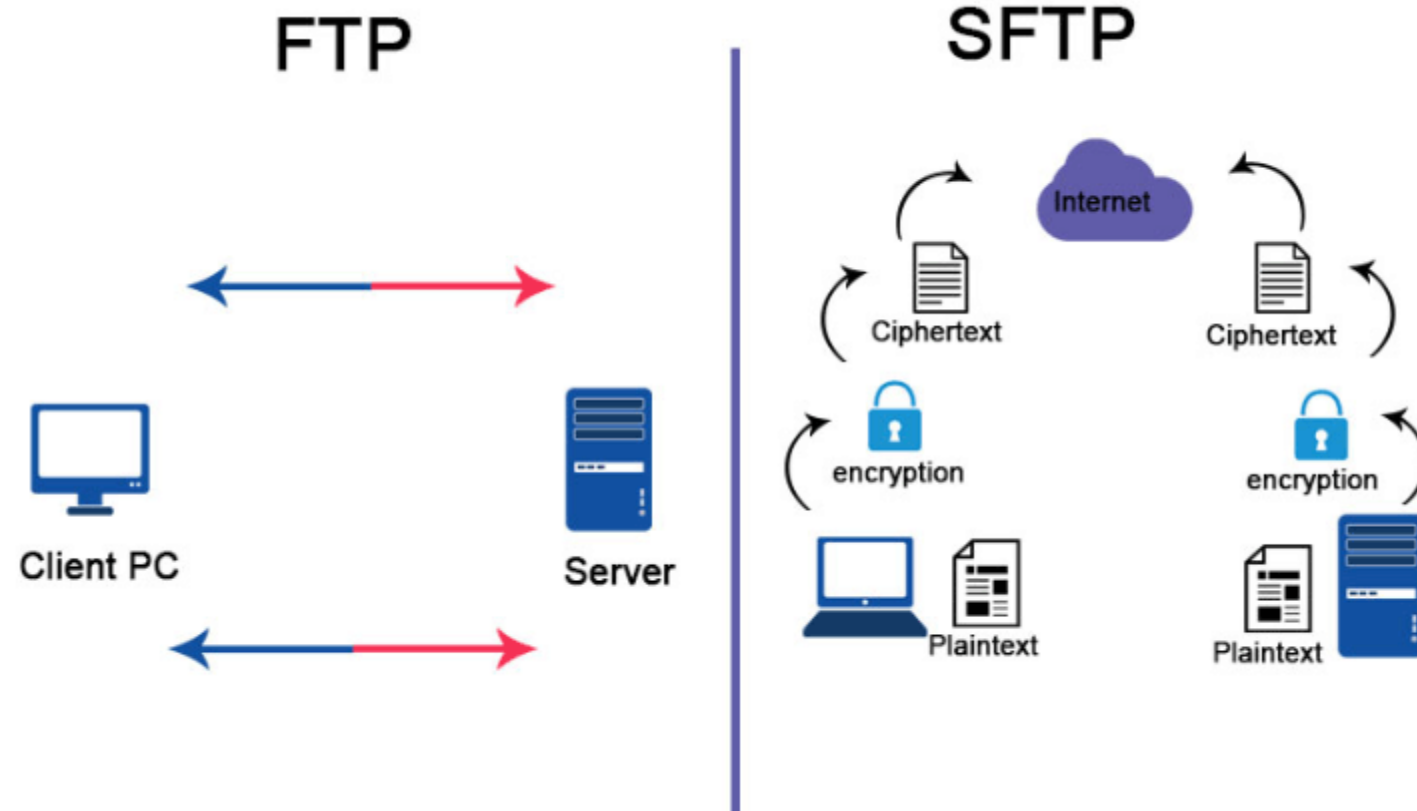 FTP
Client PC
Server
SFTP
Internet
Ciphertext
Ciphertext
encryption
encryption
Plaintext
Plaintext